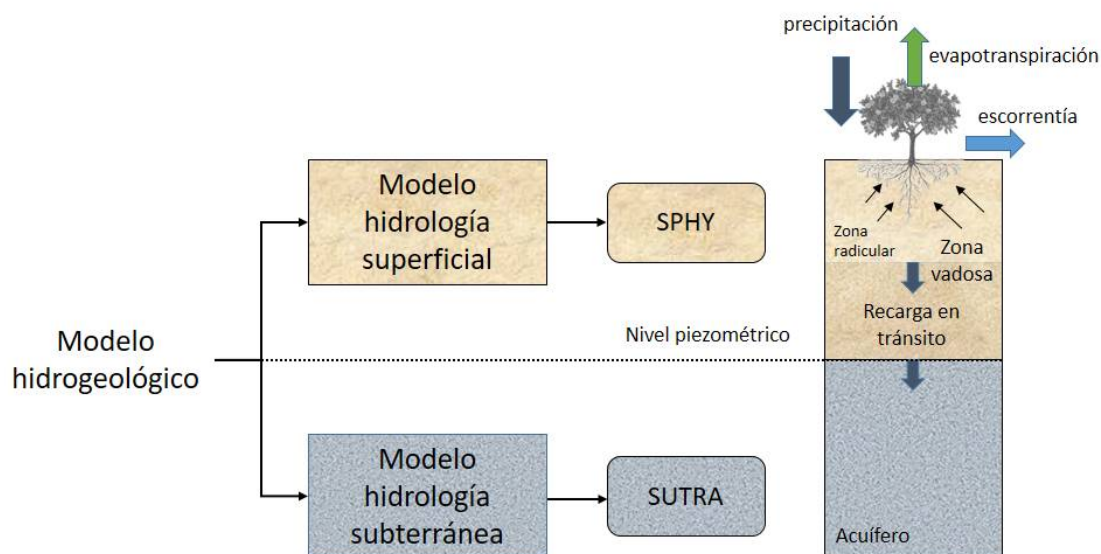 precipitación
evapotranspiración
escorrentía
Modelo
hidrología
superficial
SPHY
Zona
radicular
Zona
vadosa
Recarga en
tránsito
Nivel piezométrico
Modelo
hidrogeológico
Modelo
hidrología
subterránea
SUTRA
Acuífero